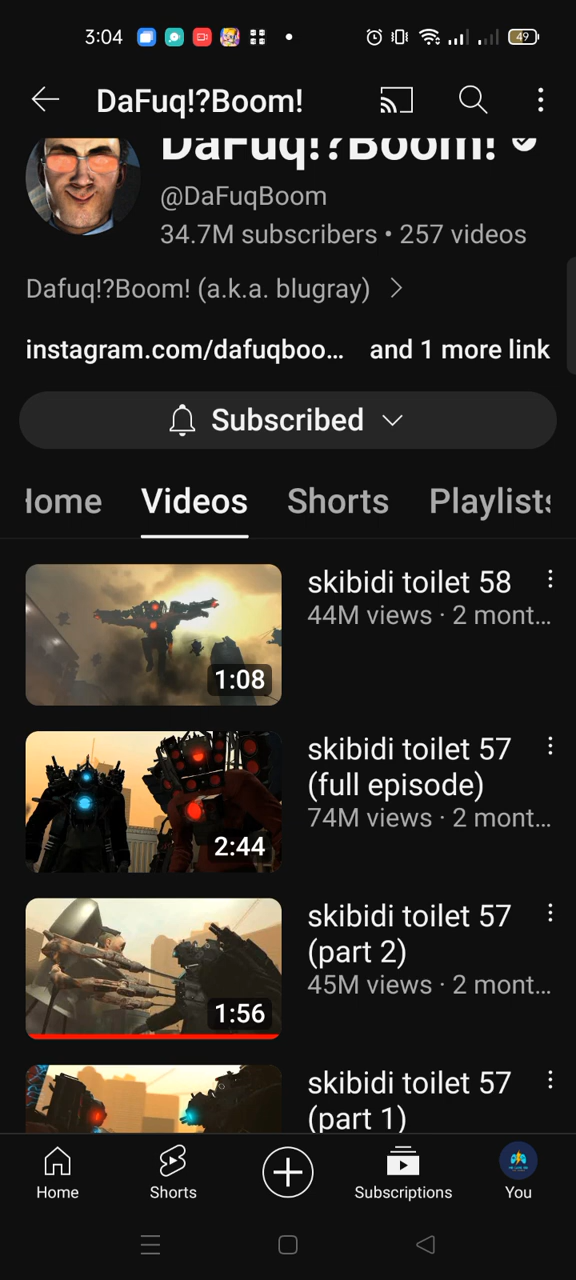 3:04
49
DaFuq!?Boom!
DaFuq!?Boom!
@DaFuqBoom
34.7M subscribers • 257 videos
Dafuq!?Boom! (a.k.a. blugray)
instagram.com/dafuqboo... and 1 more link
Subscribed
Home Videos Shorts Playlists
skibidi toilet 58
44M views · 2 mont...
1:08
skibidi toilet 57
(full episode)
74M views · 2 mont...
2:44
skibidi toilet 57
(part 2)
45M views · 2 mont...
1:56
skibidi toilet 57
(part 1)
Home Shorts Subscriptions You